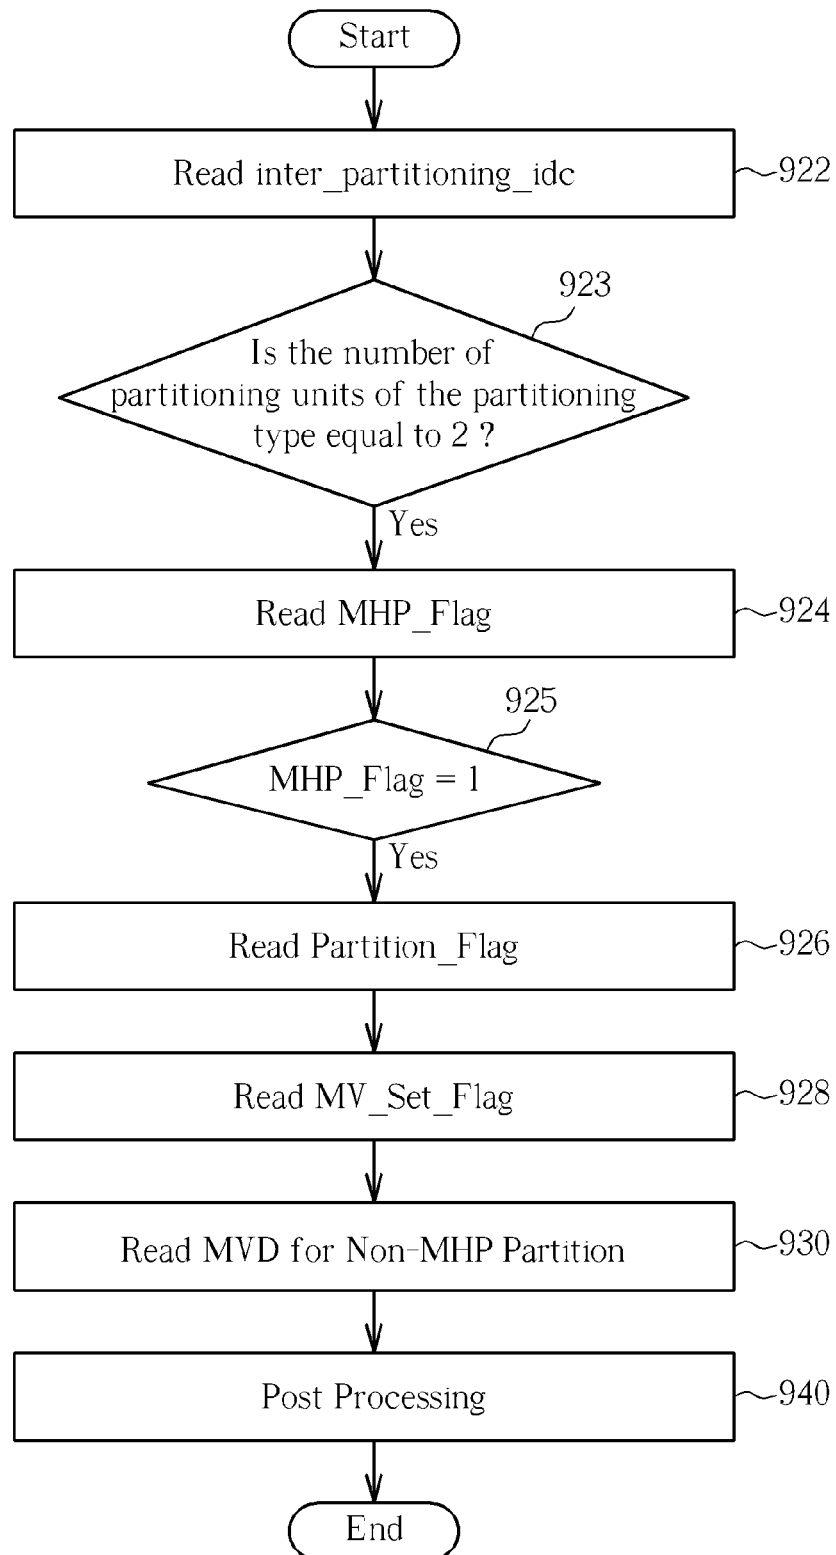 Start
Read inter_partitioning_idc
922
923
Is the number of
partitioning units of the partitioning
type equal to 2 ?
Yes
Read MHP_Flag
924
925
MHP_Flag = 1
Yes
Read Partition_Flag
926
Read MV_Set_Flag
928
Read MVD for Non-MHP Partition
930
Post Processing
940
End